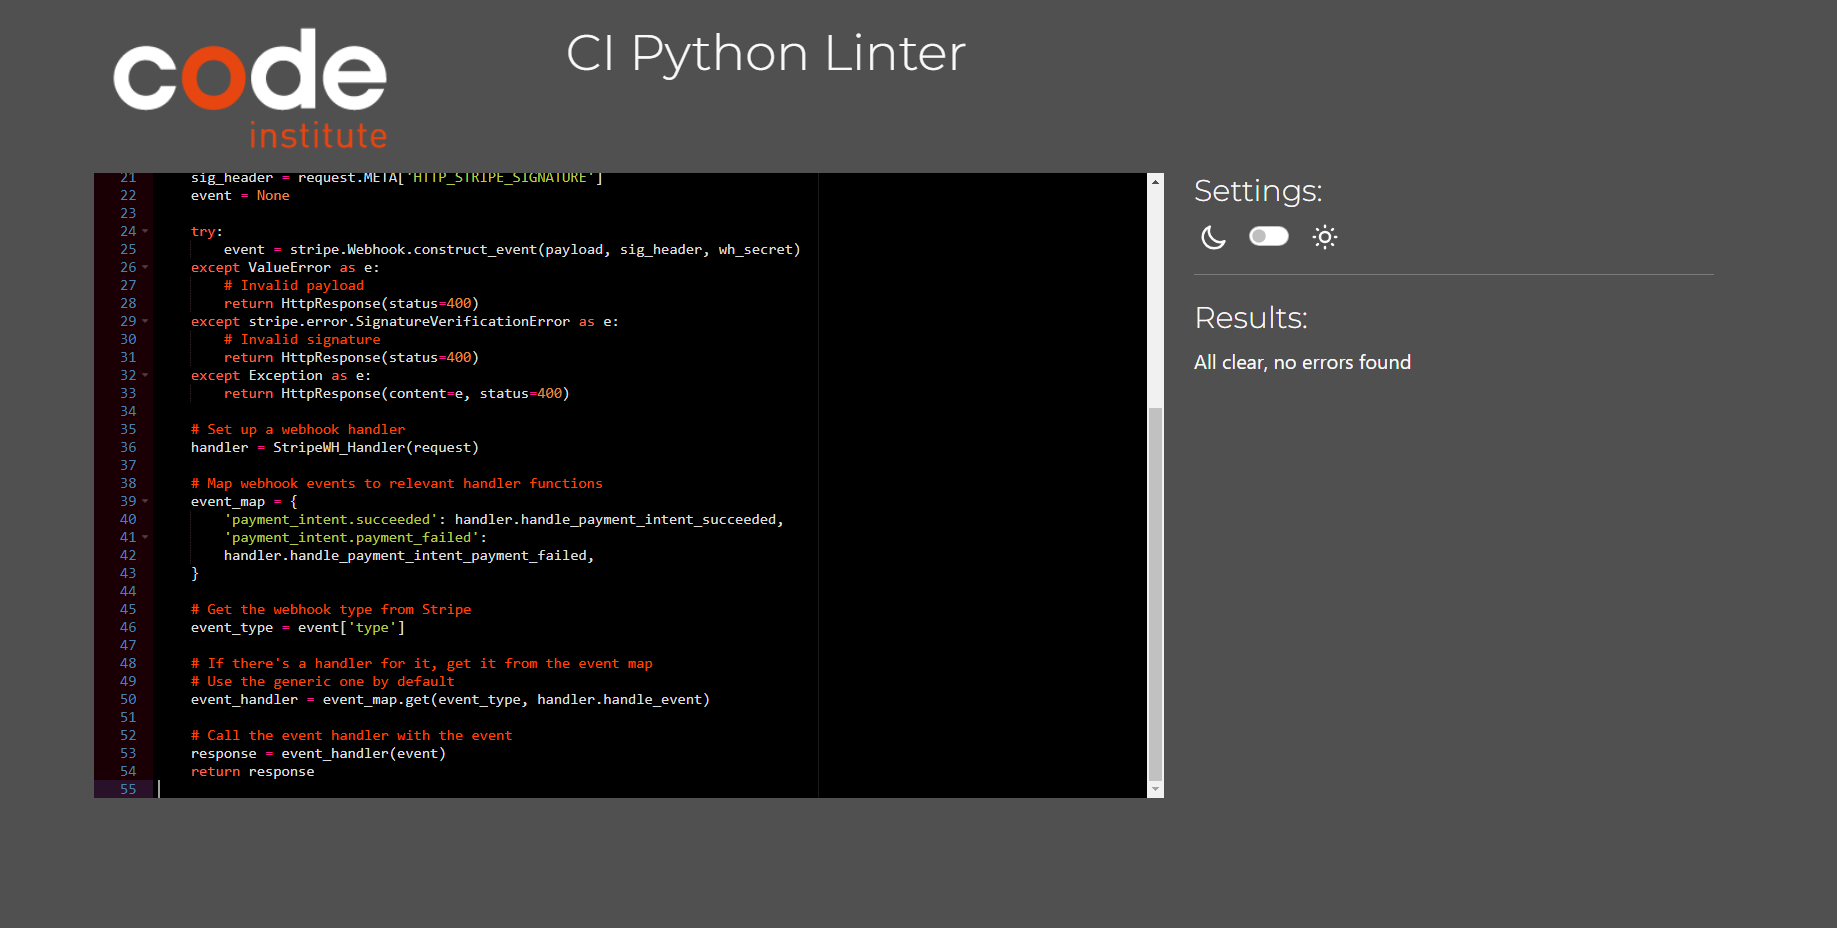 code
institute
CI Python Linter
21 sig_header = request.META['HTTP_STRIPE_SIGNATURE']
22 event = None
23
24 try:
25 event = stripe.Webhook.construct_event(payload, sig_header, wh_secret)
26 except ValueError as e:
27 # Invalid payload
28 return HttpResponse(status=400)
29 except stripe.error.SignatureVerificationError as e:
30 # Invalid signature
31 return HttpResponse(status=400)
32 except Exception as e:
33 return HttpResponse(content=e, status=400)
34
35 # Set up a webhook handler
36 handler = StripeWH_Handler(request)
37
38 # Map webhook events to relevant handler functions
39 event_map = {
40 'payment_intent.succeeded': handler.handle_payment_intent_succeeded,
41 'payment_intent.payment_failed':
42 handler.handle_payment_intent_payment_failed,
43 }
44
45 # Get the webhook type from Stripe
46 event_type = event['type']
47
48 # If there's a handler for it, get it from the event map
49 # Use the generic one by default
50 event_handler = event_map.get(event_type, handler.handle_event)
51
52 # Call the event handler with the event
53 response = event_handler(event)
54 return response
55
Settings:
Results:
All clear, no errors found